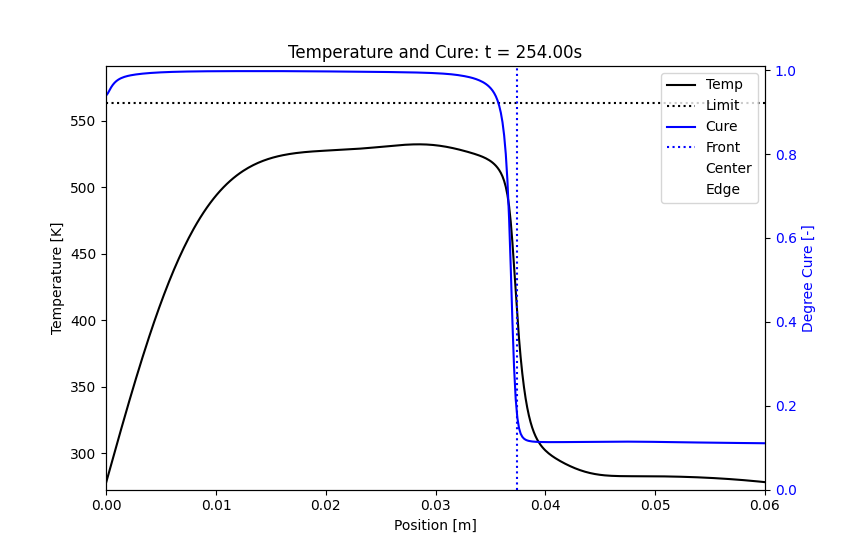 Temperature and Cure: t = 254.00s
Temp
Limit
Cure
Front
Center
Edge
Temperature [K]
550
500
450
400
350
300
Degree Cure [-]
1.0
0.8
0.6
0.4
0.2
0.0
0.00 0.01 0.02 0.03 0.04 0.05 0.06
Position [m]